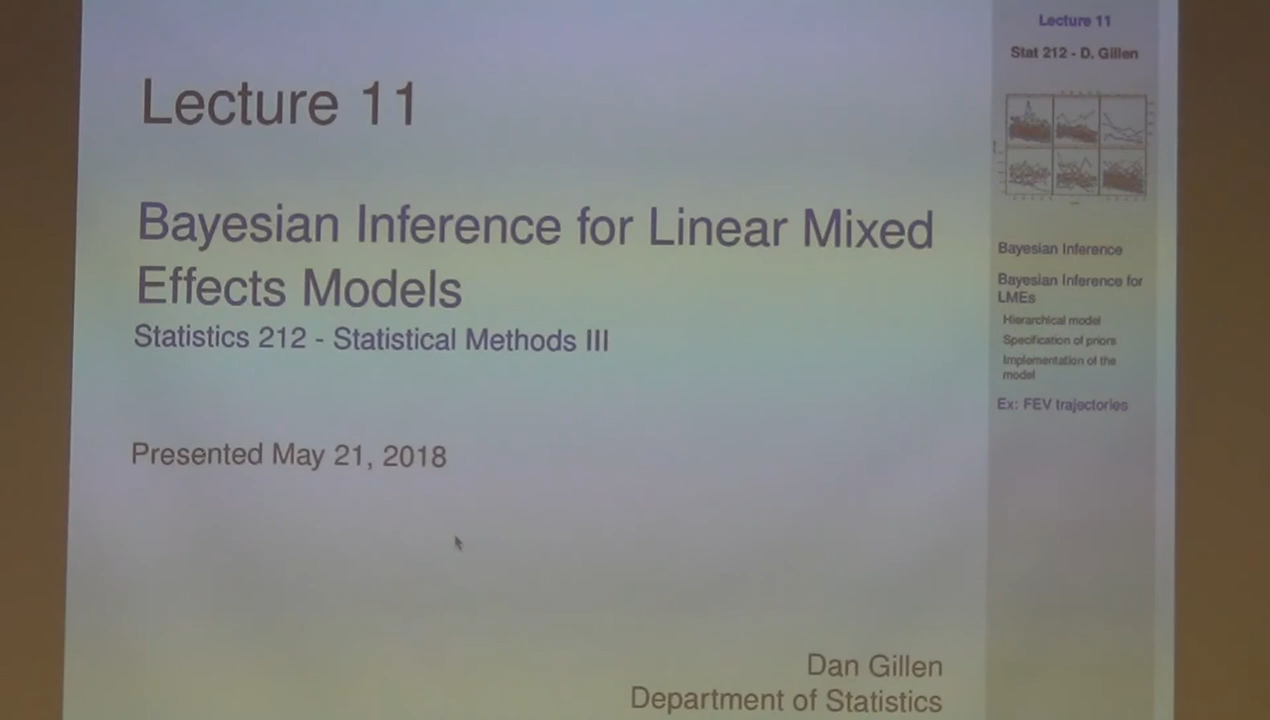 Lecture 11
Bayesian Inference for Linear Mixed
Effects Models
Statistics 212 - Statistical Methods III
Presented May 21, 2018
Dan Gillen
Department of Statistics
Lecture 11
Stat 212 - D. Gillen
Bayesian Inference
Bayesian Inference for
LMEs
Hierarchical model
Specification of priors
Implementation of the
model
Ex: FEV trajectories